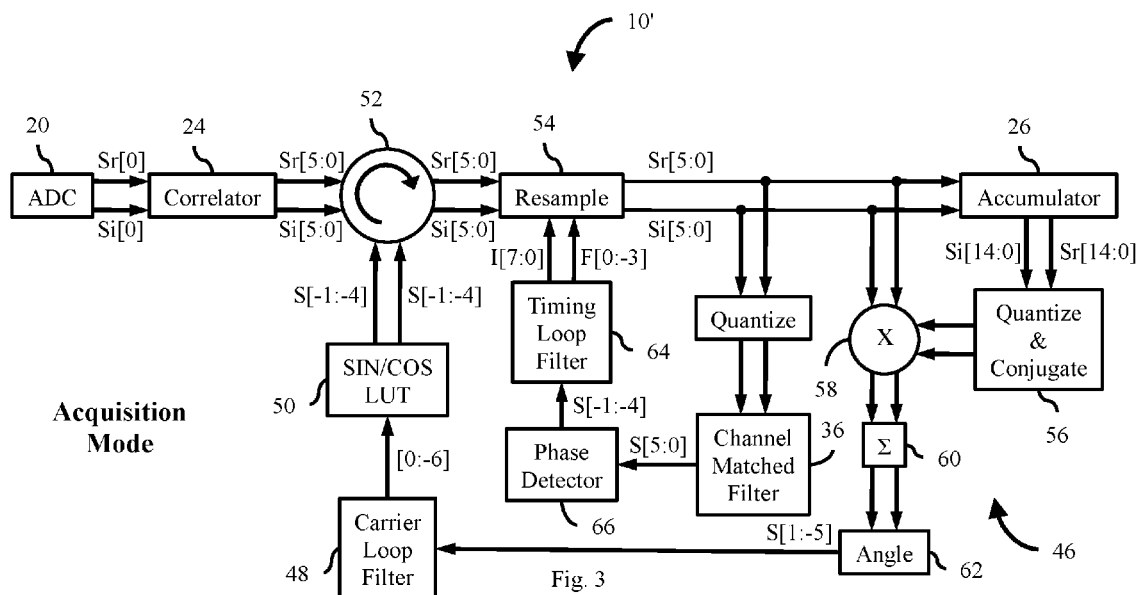 10'
52
20
24
54
26
Sr[0]
Sr[5:0]
Sr[5:0]
Sr[5:0]
ADC
Correlator
Resample
Accumulator
Si[0]
Si[5:0]
Si[5:0]
Si[5:0]
I[7:0]
F[0:-3]
Si[14:0]
Sr[14:0]
S[-1:-4]
S[-1:-4]
Timing
Loop
Filter
64
Quantize
X
58
Quantize
&
Conjugate
56
SIN/COS
LUT
50
Acquisition
Mode
S[-1:-4]
[0:-6]
Phase
Detector
66
S[5:0]
Channel
Matched
Filter
36
Σ
60
Carrier
Loop
Filter
48
S[1:-5]
Angle
62
46
Fig. 3